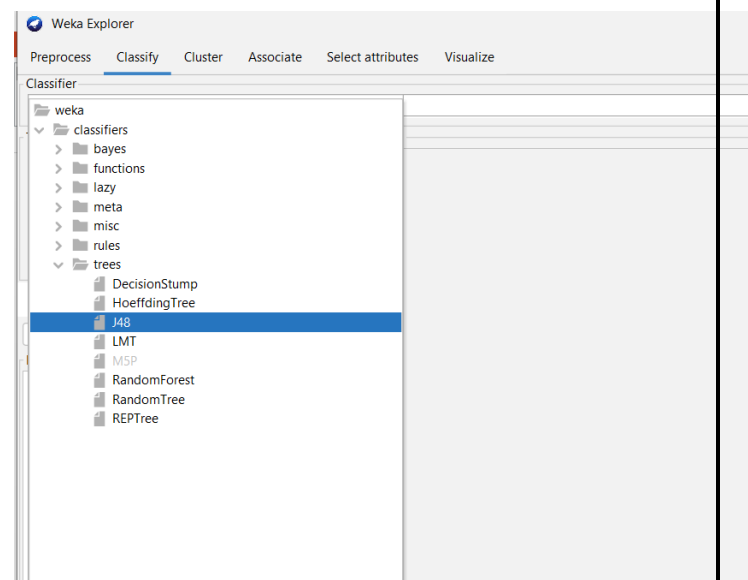 Weka Explorer
Preprocess Classify Cluster Associate Select attributes Visualize
Classifier
weka
classifiers
bayes
functions
lazy
meta
misc
rules
trees
DecisionStump
HoeffdingTree
J48
LMT
M5P
RandomForest
RandomTree
REPTree